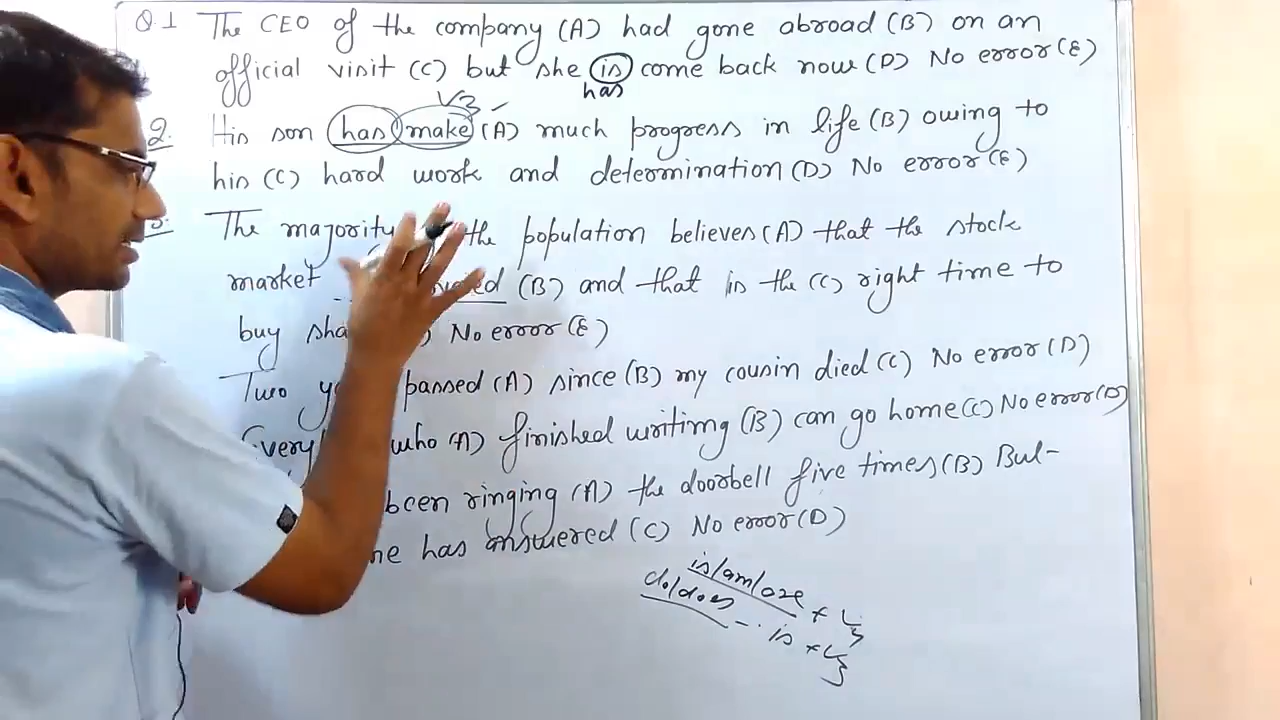 Q.1 The CEO of the company (A) had gone abroad (B) on an
official visit (C) but she is come back now (D) No error (E)
has
V3
2. His son has make (A) much progress in life (B) owing to
his (C) hard work and determination (D) No error (E)
The majority the population believes (A) that the stock
market (B) and that is the (C) right time to
buy No error (E)
Two passed (A) since (B) my cousin died (C) No error (D)
who (A) finished writimg (B) can go home (C) No error (D)
been ringing (A) the doorbell five times (B) But-
has answered (C) No error (D)
is/am/are + V3
do/does - . is + V3